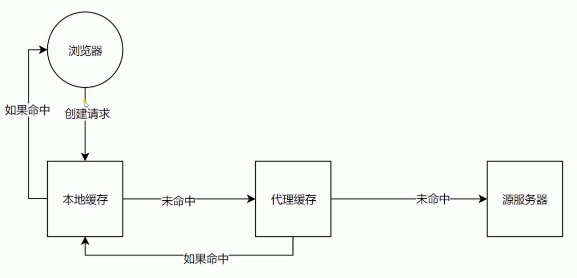 浏览器
如果命中
创建请求
本地缓存
未命中
代理缓存
未命中
源服务器
如果命中